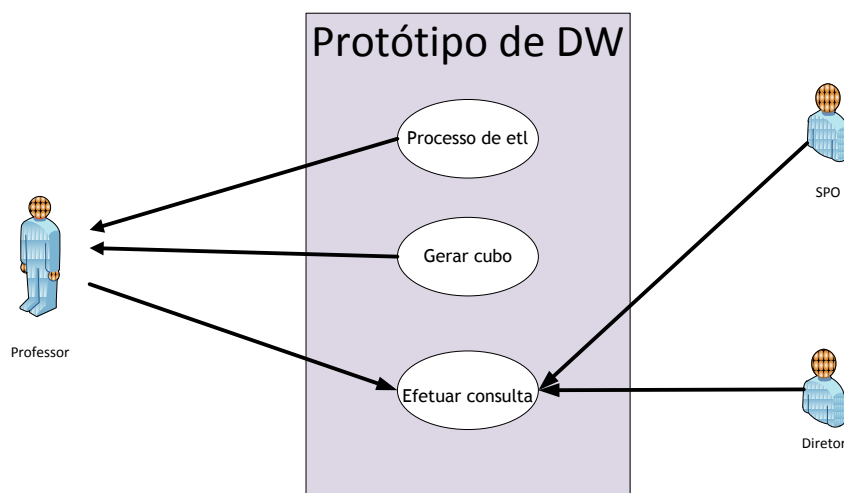 Protótipo de DW
Processo de etl
SPO
Gerar cubo
Professor
Efetuar consulta
Diretor